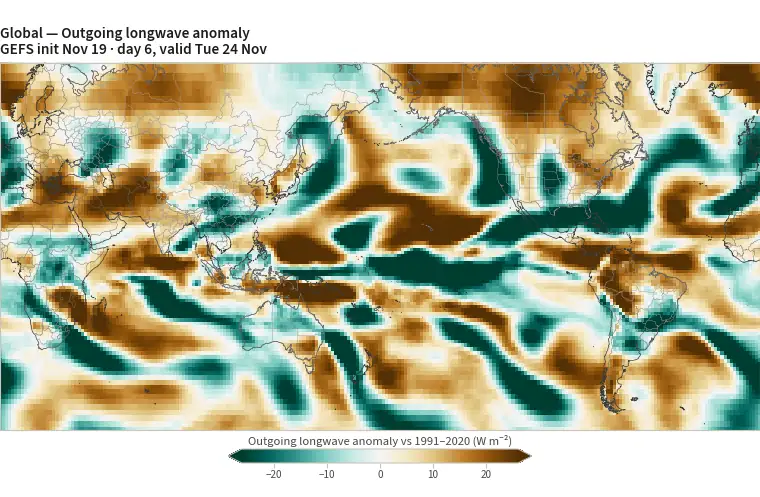 Global — Outgoing longwave anomaly
GEFS init Nov 19 · day 6, valid Tue 24 Nov
Outgoing longwave anomaly vs 1991–2020 (W m⁻²)
−20 −10 0 10 20